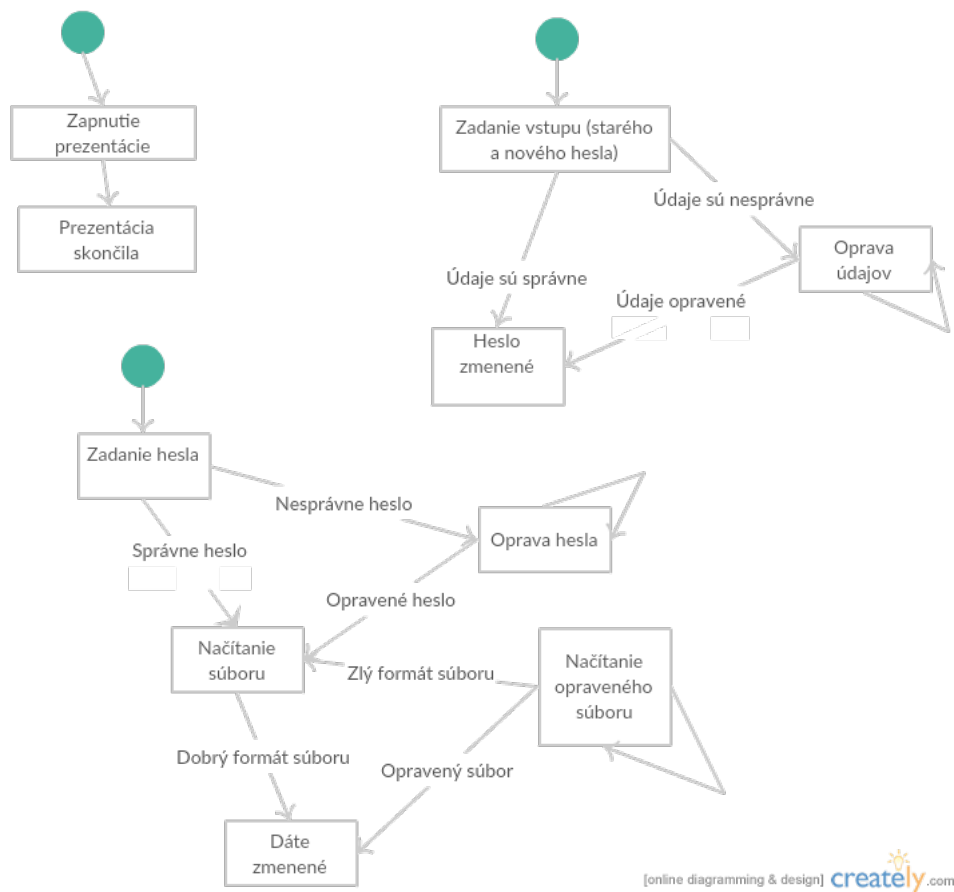 Zapnutie
prezentácie
Prezentácia
skončila
Zadanie vstupu (starého
a nového hesla)
Údaje sú nesprávne
Oprava
údajov
Údaje sú správne
Údaje opravené
Heslo
zmenené
Zadanie hesla
Nesprávne heslo
Oprava hesla
Správne heslo
Opravené heslo
Načítanie
súboru
Zlý formát súboru
Načítanie
opraveného
súboru
Dobrý formát súboru
Opravený súbor
Dáte
zmenené
[online diagramming & design] creately.com